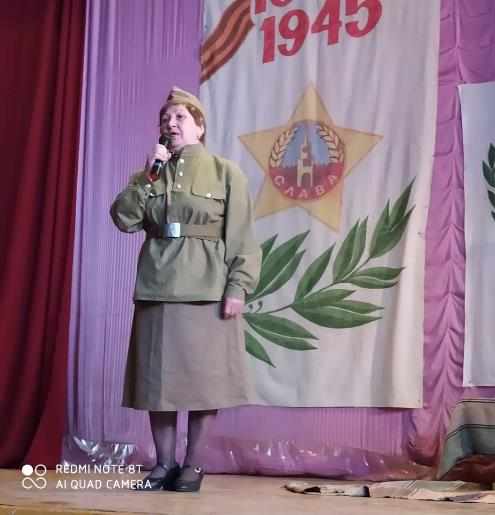 1945
СЛАВА
REDMI NOTE 8T
AI QUAD CAMERA